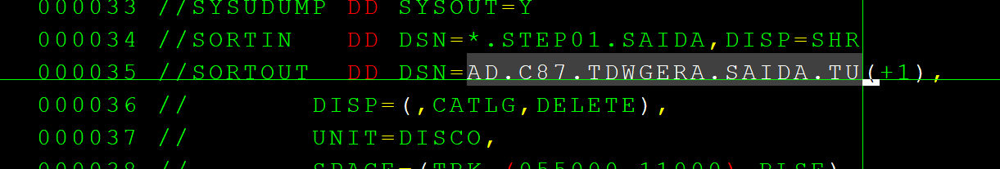 000033 //SYSUDUMP DD SYSOUT=Y
000034 //SORTIN   DD DSN=*.STEP01.SAIDA,DISP=SHR
000035 //SORTOUT  DD DSN=AD.C87.TDWGERA.SAIDA.TU(+1),
000036 //         DISP=(,CATLG,DELETE),
000037 //         UNIT=DISCO,
000038 //         SPACE=(TRK,(055000,11000),RLSE),